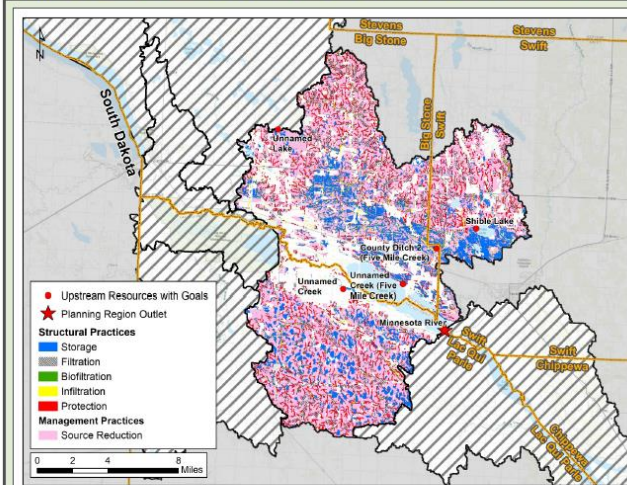 N
Stevens
Big Stone
Stevens
Swift
South Dakota
Big Stone
Swift
Unnamed
Lake
Shible Lake
County Ditch 2
(Five Mile Creek)
Unnamed
Creek (Five
Mile Creek)
Unnamed
Creek
Minnesota River
Swift
Lac Qui
Parle
Swift
Chippewa
Chippewa
Lac Qui Parle
Upstream Resources with Goals
Planning Region Outlet
Structural Practices
Storage
Filtration
Biofiltration
Infiltration
Protection
Management Practices
Source Reduction
0 2 4 8
Miles